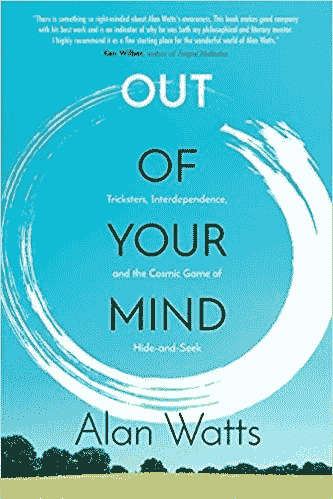 "There is something so right-minded about Alan Watts's awareness. This book makes good company
with his best work and is an indicator of why he was both my philosophical and literary mentor.
I highly recommend it as a fine starting place for the wonderful world of Alan Watts."
Ken Wilber, author of Integral Meditation
OUT
OF
Tricksters, Interdependence,
YOUR
and the Cosmic Game of
MIND
Hide-and-Seek
Alan Watts